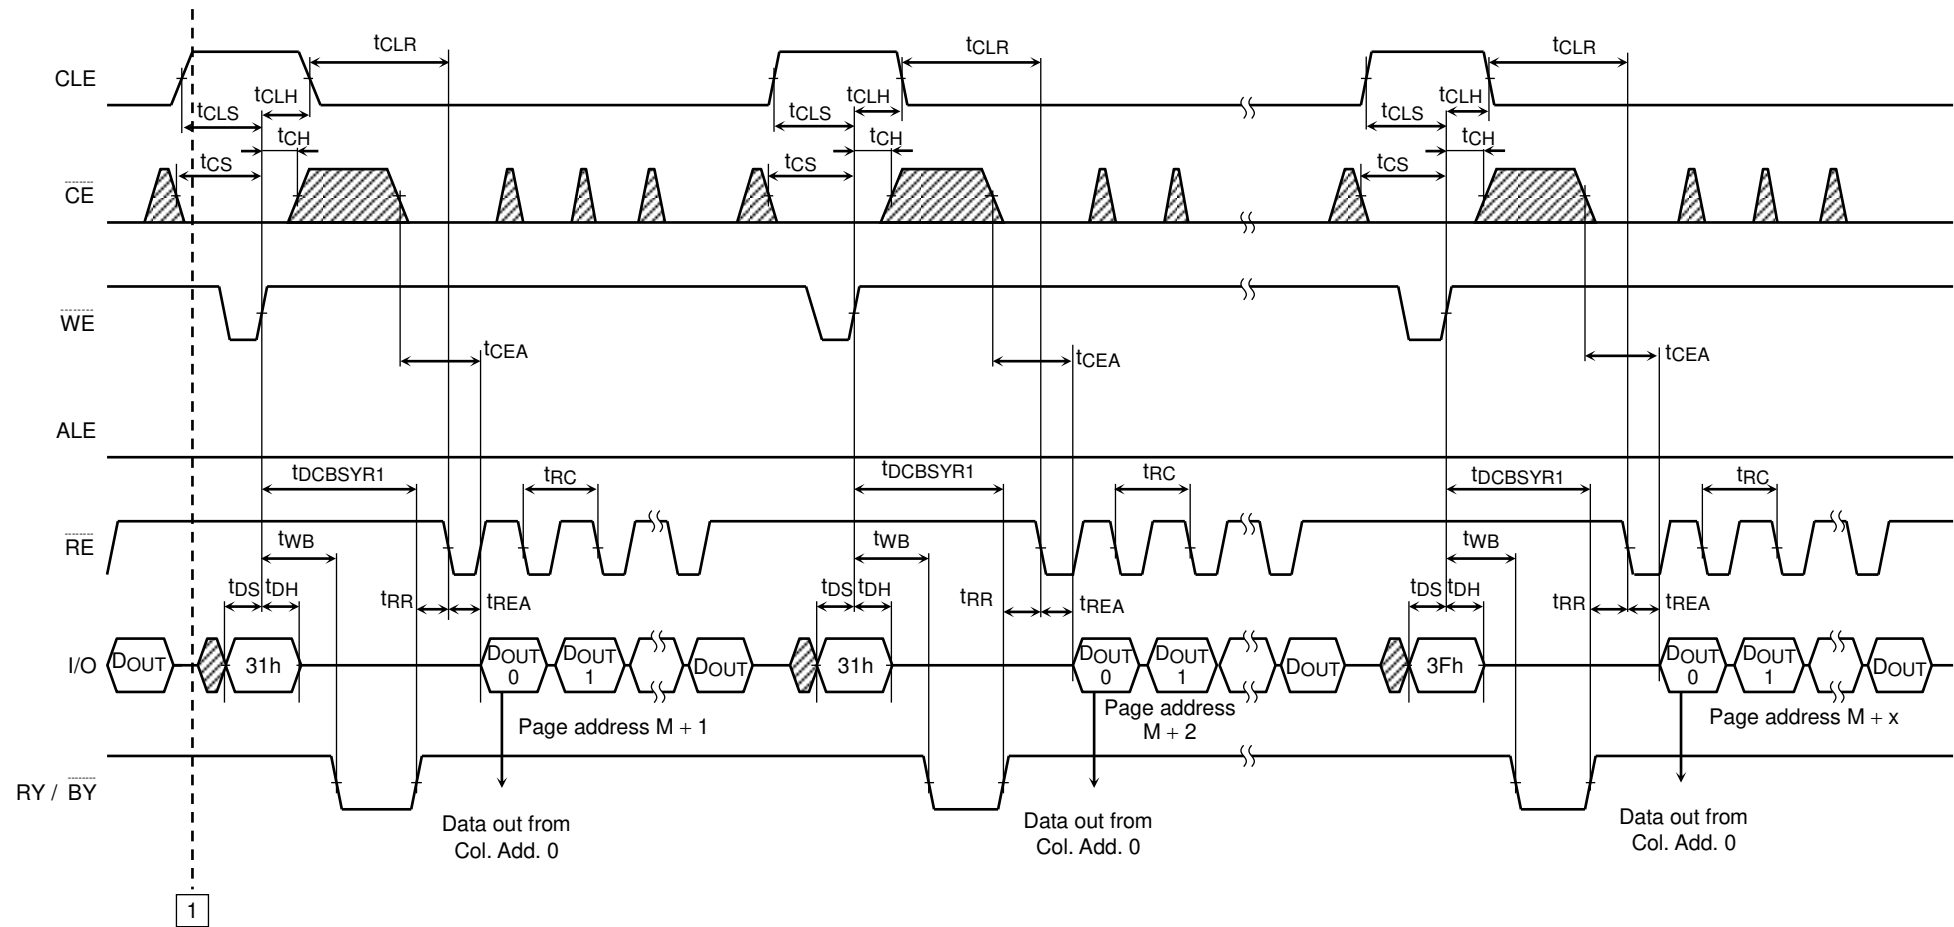 tCLR tCLR tCLR
CLE
tCLH tCLH tCLH
tCLS tCLS tCLS
tCH tCH tCH
tCS tCS tCS
CE
WE
tCEA tCEA tCEA
ALE
tDCBSYR1 tRC tDCBSYR1 tRC tDCBSYR1 tRC
RE
tWB tWB tWB
tDS tDH tRR tREA tDS tDH tRR tREA tDS tDH tRR tREA
I/O DOUT 31h DOUT 0 DOUT 1 DOUT 31h DOUT 0 DOUT 1 DOUT 3Fh DOUT 0 DOUT 1 DOUT
Page address M + 1
Page address
M + 2
Page address M + x
RY / BY
Data out from
Col. Add. 0
Data out from
Col. Add. 0
Data out from
Col. Add. 0
1